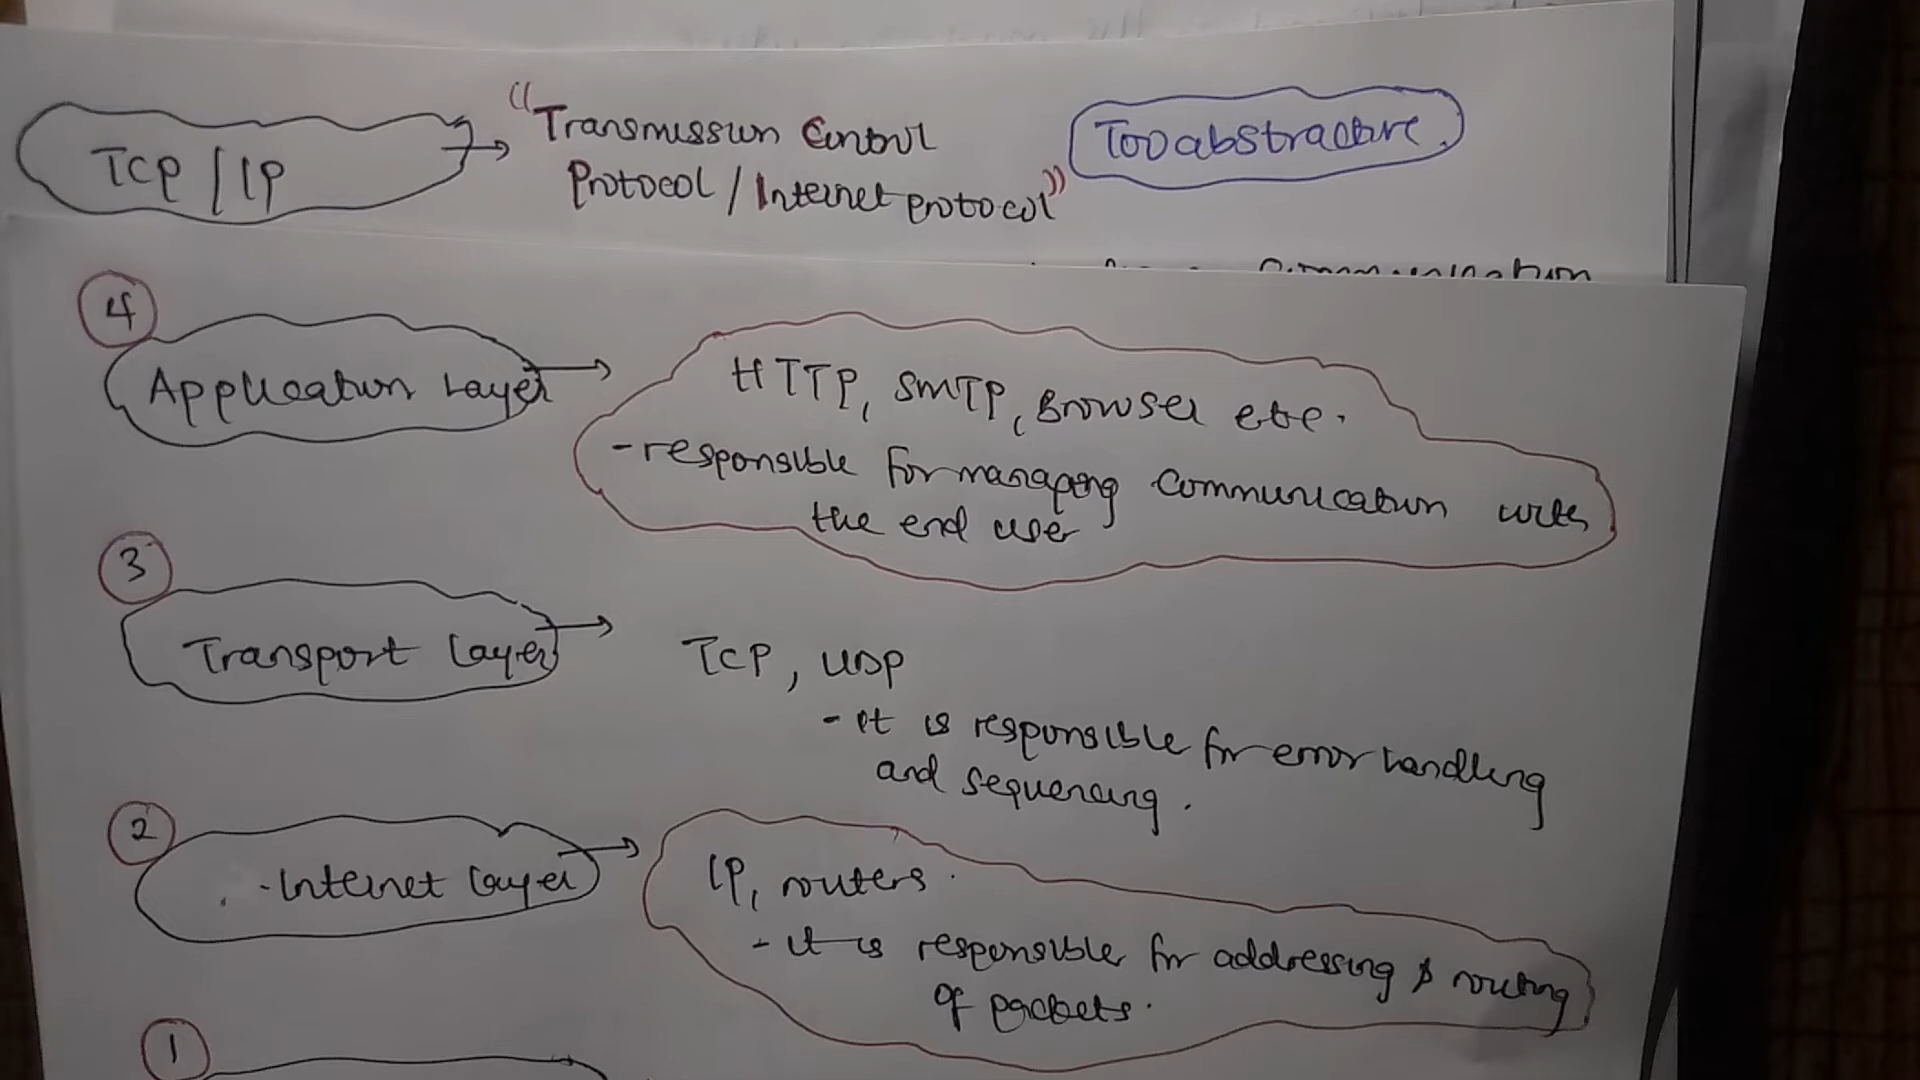 TCP/IP
"Transmission Control
Protocol / Internet protocol"
Too abstracture.
communication
4
Application Layer
HTTP, SMTP, Browser etc.
- responsible for managing communication with
the end user
3
Transport Layer
TCP, UDP
- it is responsible for error handling
and sequencing.
2
Internet Layer
IP, routers.
- it is responsible for addressing & routing
of packets.
1